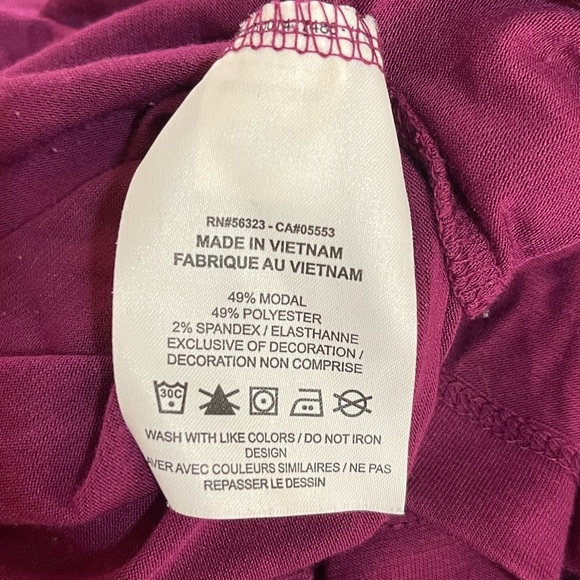 RN#56323 - CA#05553
MADE IN VIETNAM
FABRIQUE AU VIETNAM
49% MODAL
49% POLYESTER
2% SPANDEX / ELASTHANNE
EXCLUSIVE OF DECORATION /
DECORATION NON COMPRISE
30C
WASH WITH LIKE COLORS / DO NOT IRON
DESIGN
AVEC COULEURS SIMILAIRES / NE PAS
REPASSER LE DESSIN